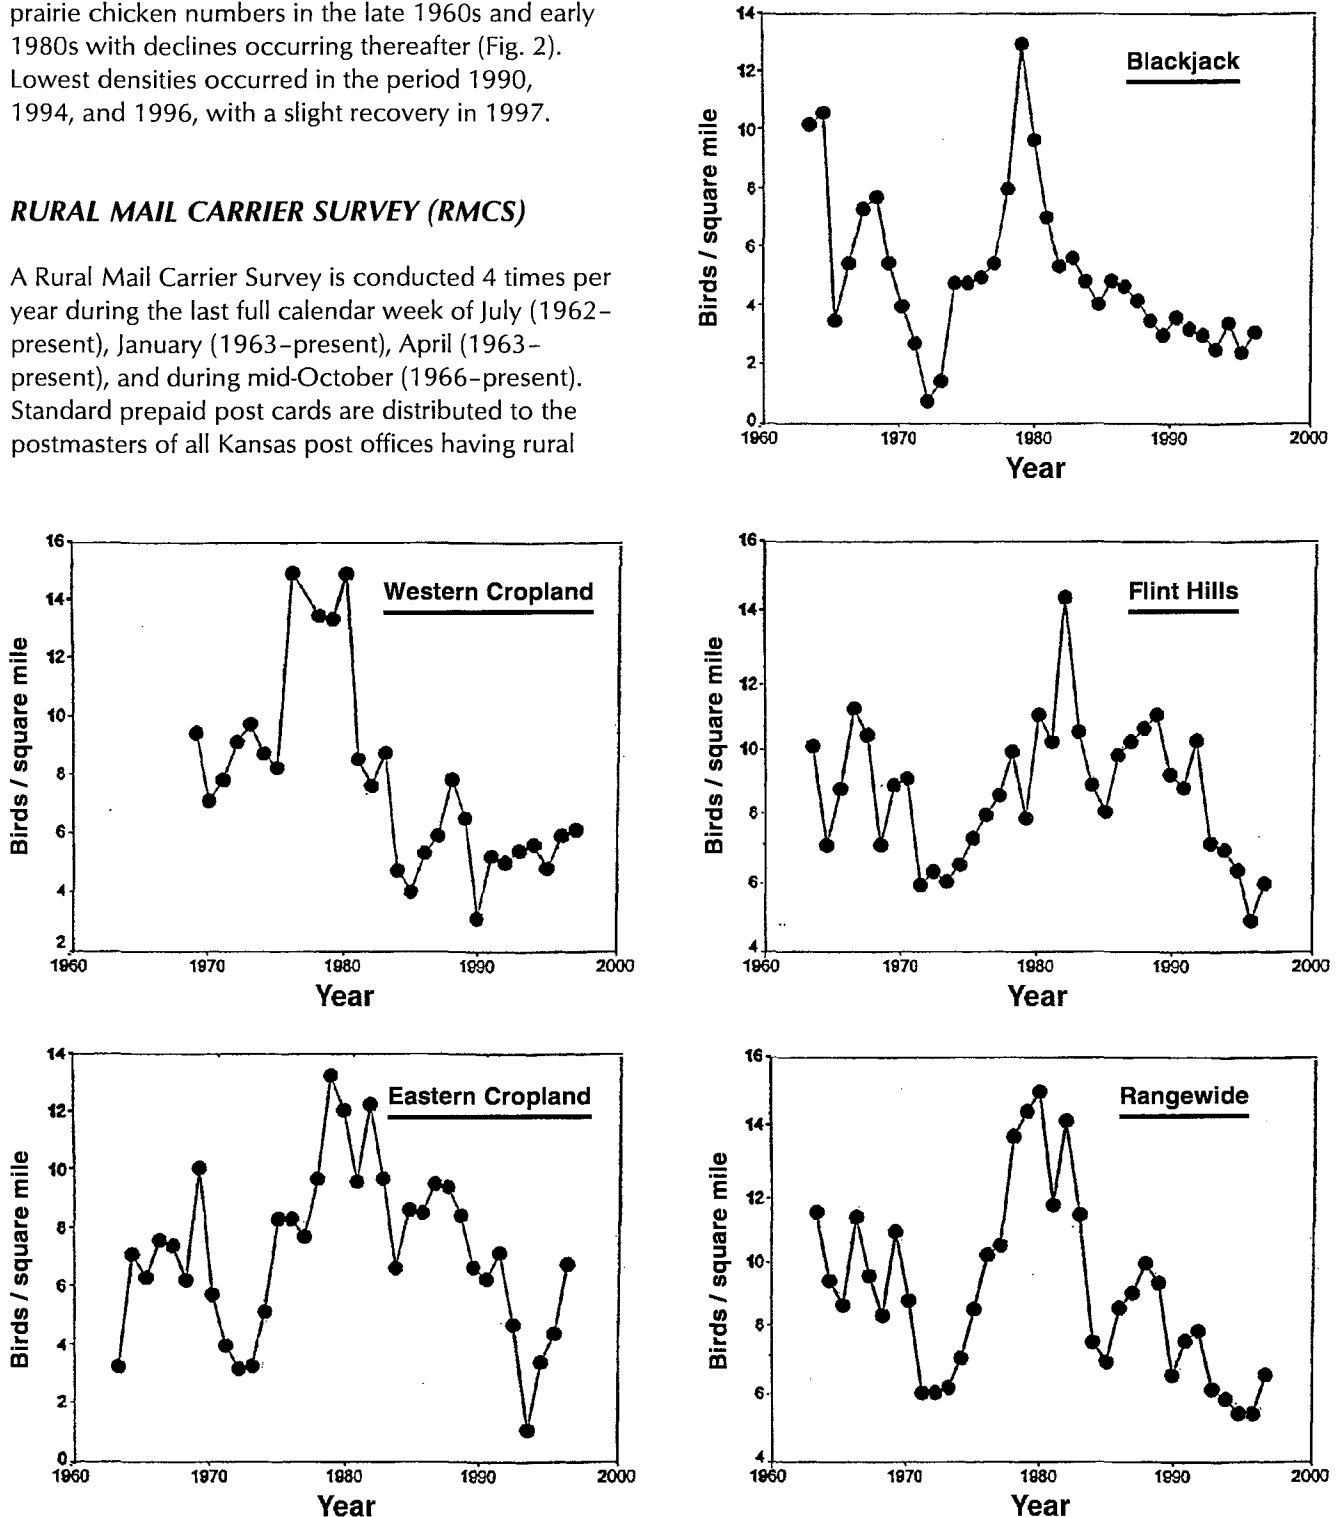 prairie chicken numbers in the late 1960s and early
1980s with declines occurring thereafter (Fig. 2).
Lowest densities occurred in the period 1990,
1994, and 1996, with a slight recovery in 1997.
RURAL MAIL CARRIER SURVEY (RMCS)
A Rural Mail Carrier Survey is conducted 4 times per
year during the last full calendar week of July (1962–
present), January (1963–present), April (1963–
present), and during mid-October (1966–present).
Standard prepaid post cards are distributed to the
postmasters of all Kansas post offices having rural
Blackjack
Birds / square mile
14
12
10
8
6
4
2
0
1960 1970 1980 1990 2000
Year
Western Cropland
Birds / square mile
16
14
12
10
8
6
4
2
1960 1970 1980 1990 2000
Year
Flint Hills
Birds / square mile
16
14
12
10
8
6
4
1960 1970 1980 1990 2000
Year
Eastern Cropland
Birds / square mile
14
12
10
8
6
4
2
0
1960 1970 1980 1990 2000
Year
Rangewide
Birds / square mile
16
14
12
10
8
6
4
1960 1970 1980 1990 2000
Year